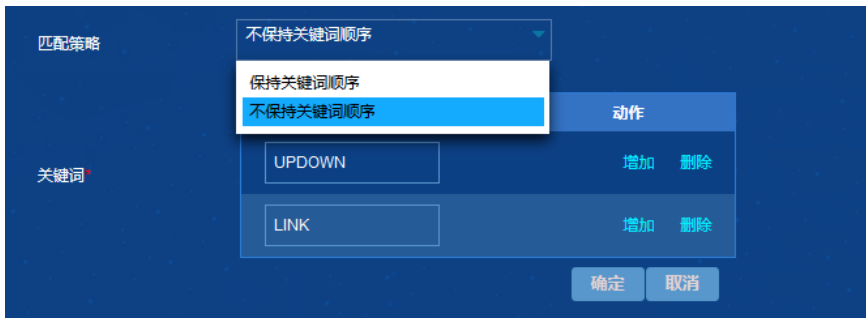 匹配策略
不保持关键词顺序
保持关键词顺序
不保持关键词顺序
动作
关键词*
UPDOWN
增加 删除
LINK
增加 删除
确定 取消